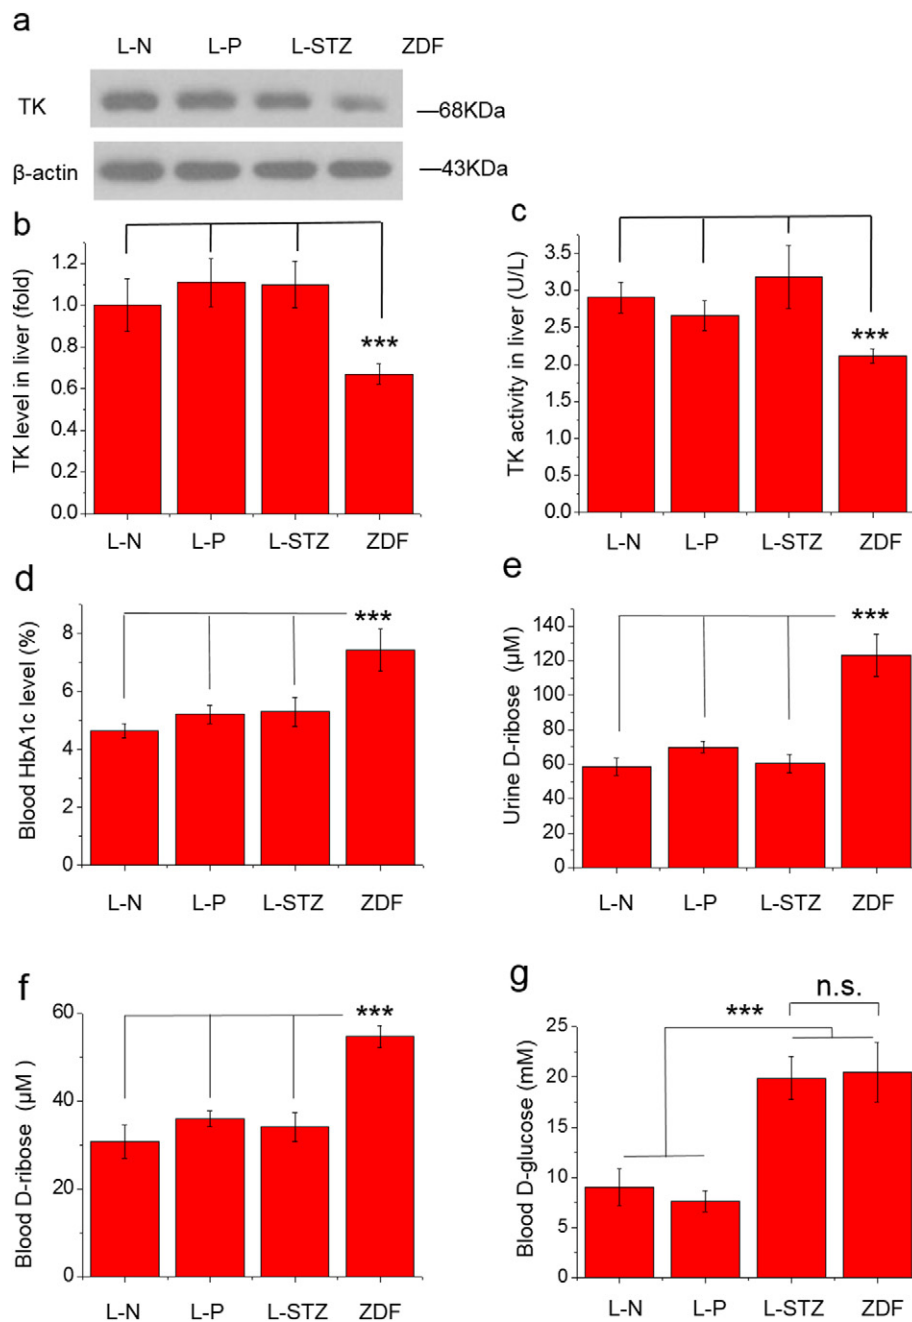 a
L-N L-P L-STZ ZDF
TK —68KDa
β-actin —43KDa
b
TK level in liver (fold)
1.2
1.0
0.8
0.6
0.4
0.2
0.0
***
L-N L-P L-STZ ZDF
c
TK activity in liver (U/L)
3.5
3.0
2.5
2.0
1.5
1.0
0.5
0.0
***
L-N L-P L-STZ ZDF
d
Blood HbA1c level (%)
8
6
4
2
0
***
L-N L-P L-STZ ZDF
e
Urine D-ribose (µM)
140
120
100
80
60
40
20
0
***
L-N L-P L-STZ ZDF
f
Blood D-ribose (µM )
60
40
20
0
***
L-N L-P L-STZ ZDF
g
Blood D-glucose (mM)
25
20
15
10
5
0
***
n.s.
L-N L-P L-STZ ZDF